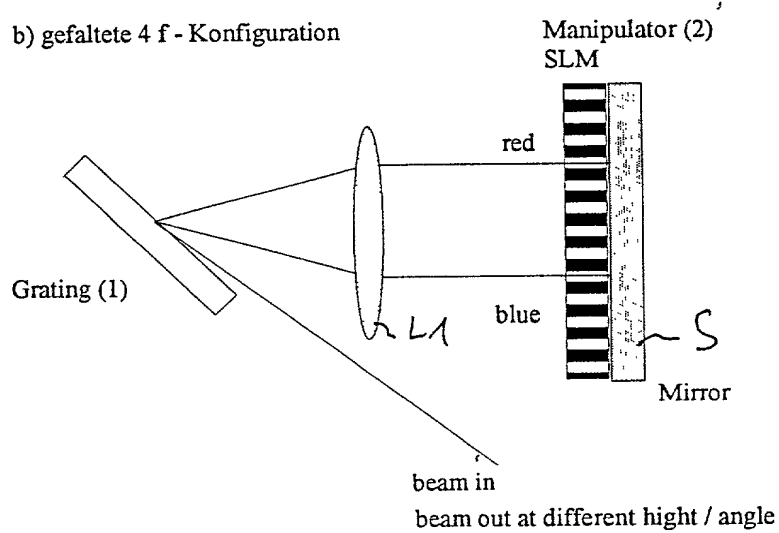 b) gefaltete 4 f - Konfiguration
Manipulator (2)
SLM
red
Grating (1)
blue
L1
S
Mirror
beam in
beam out at different hight / angle